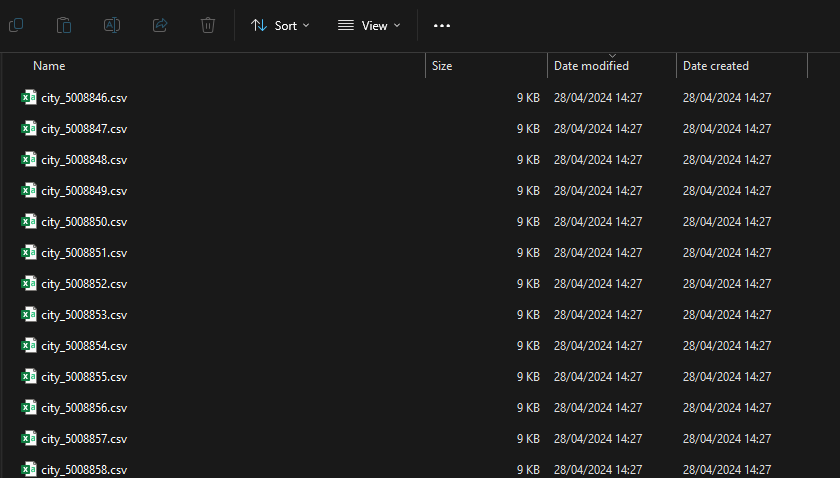 Sort View
Name Size Date modified Date created
city_5008846.csv 9 KB 28/04/2024 14:27 28/04/2024 14:27
city_5008847.csv 9 KB 28/04/2024 14:27 28/04/2024 14:27
city_5008848.csv 9 KB 28/04/2024 14:27 28/04/2024 14:27
city_5008849.csv 9 KB 28/04/2024 14:27 28/04/2024 14:27
city_5008850.csv 9 KB 28/04/2024 14:27 28/04/2024 14:27
city_5008851.csv 9 KB 28/04/2024 14:27 28/04/2024 14:27
city_5008852.csv 9 KB 28/04/2024 14:27 28/04/2024 14:27
city_5008853.csv 9 KB 28/04/2024 14:27 28/04/2024 14:27
city_5008854.csv 9 KB 28/04/2024 14:27 28/04/2024 14:27
city_5008855.csv 9 KB 28/04/2024 14:27 28/04/2024 14:27
city_5008856.csv 9 KB 28/04/2024 14:27 28/04/2024 14:27
city_5008857.csv 9 KB 28/04/2024 14:27 28/04/2024 14:27
city_5008858.csv 9 KB 28/04/2024 14:27 28/04/2024 14:27